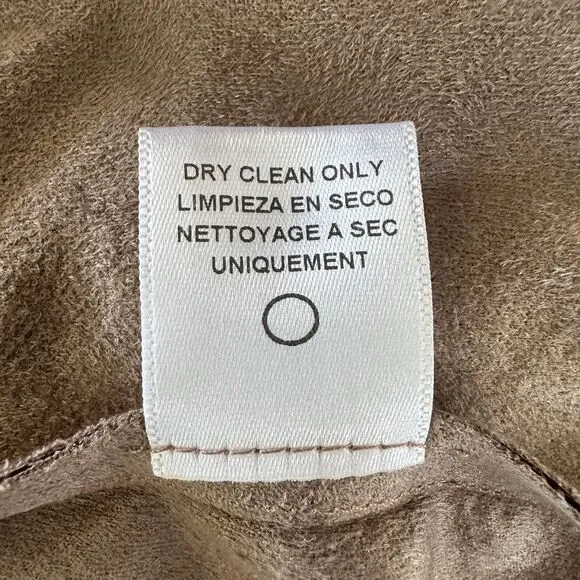 DRY CLEAN ONLY
LIMPIEZA EN SECO
NETTOYAGE A SEC
UNIQUEMENT